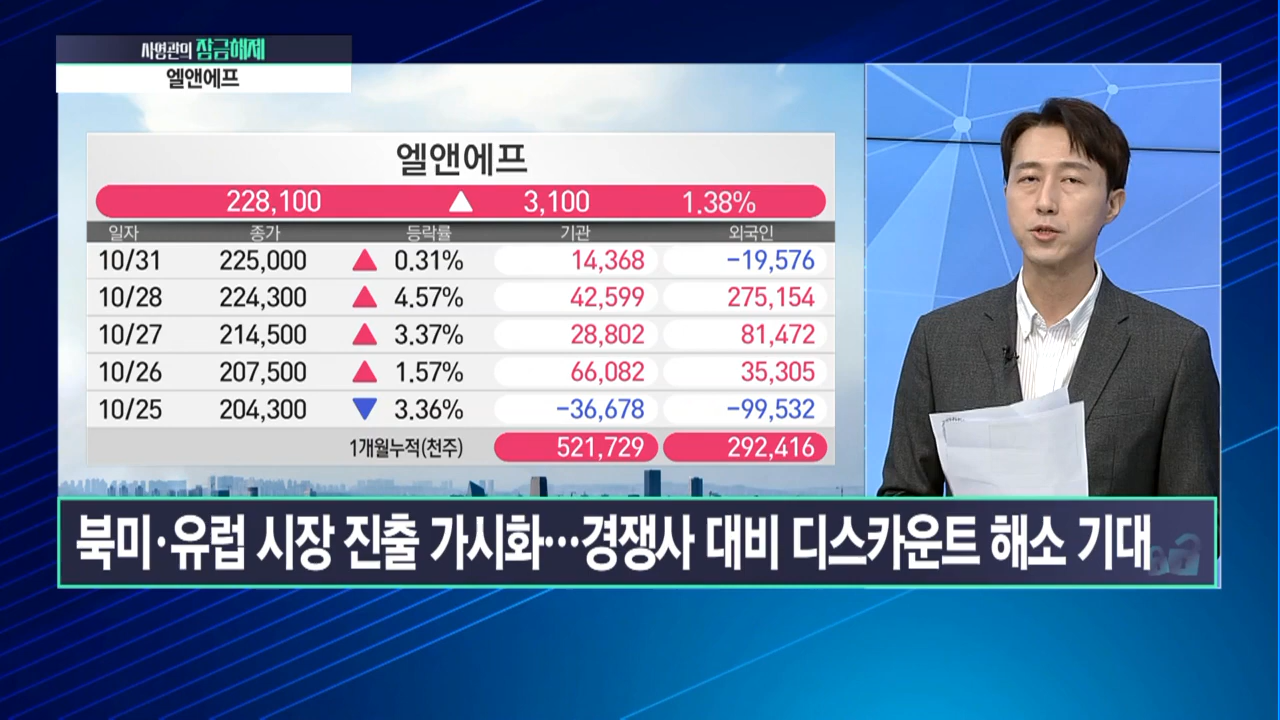 사영관의 잠금해제
엘앤에프
엘앤에프
228,100 ▲ 3,100 1.38%
일자 종가 등락률 기관 외국인
10/31 225,000 ▲ 0.31% 14,368 -19,576
10/28 224,300 ▲ 4.57% 42,599 275,154
10/27 214,500 ▲ 3.37% 28,802 81,472
10/26 207,500 ▲ 1.57% 66,082 35,305
10/25 204,300 ▼ 3.36% -36,678 -99,532
1개월누적(천주) 521,729 292,416
북미·유럽 시장 진출 가시화…경쟁사 대비 디스카운트 해소 기대